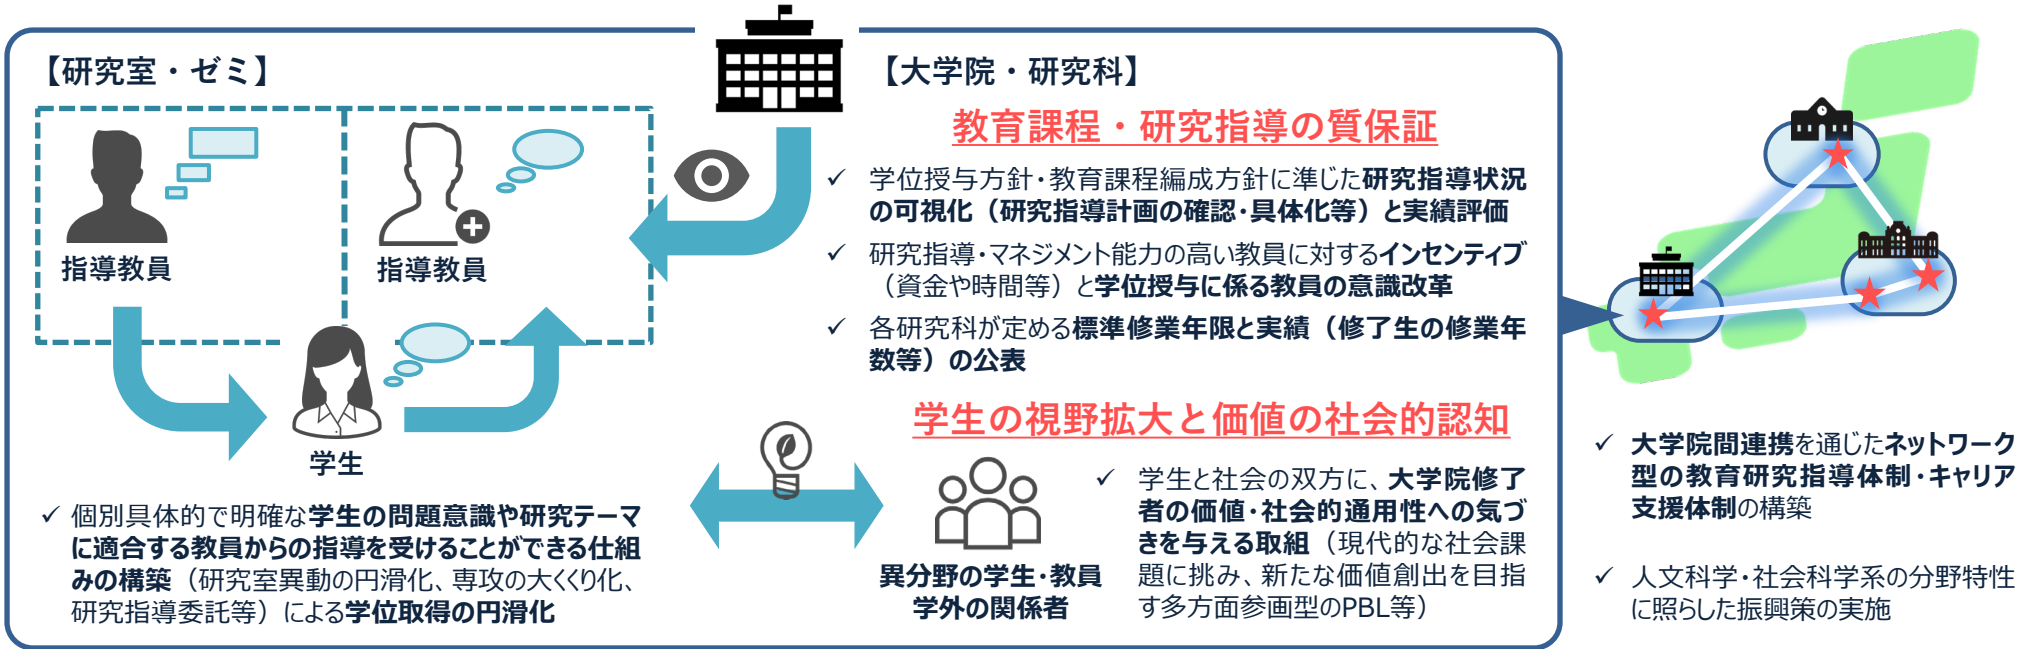 【研究室・ゼミ】
指導教員
指導教員
学生
✓ 個別具体的で明確な学生の問題意識や研究テーマ
に適合する教員からの指導を受けることができる仕組
みの構築（研究室異動の円滑化、専攻の大くくり化、
研究指導委託等）による学位取得の円滑化
【大学院・研究科】
教育課程・研究指導の質保証
✓ 学位授与方針・教育課程編成方針に準じた研究指導状況
の可視化（研究指導計画の確認・具体化等）と実績評価
✓ 研究指導・マネジメント能力の高い教員に対するインセンティブ
（資金や時間等）と学位授与に係る教員の意識改革
✓ 各研究科が定める標準修業年限と実績（修了生の修業年
数等）の公表
学生の視野拡大と価値の社会的認知
異分野の学生・教員
学外の関係者
✓ 学生と社会の双方に、大学院修了
者の価値・社会的通用性への気づ
きを与える取組（現代的な社会課
題に挑み、新たな価値創出を目指
す多方面参画型のPBL等）
✓ 大学院間連携を通じたネットワーク
型の教育研究指導体制・キャリア
支援体制の構築
✓ 人文科学・社会科学系の分野特性
に照らした振興策の実施